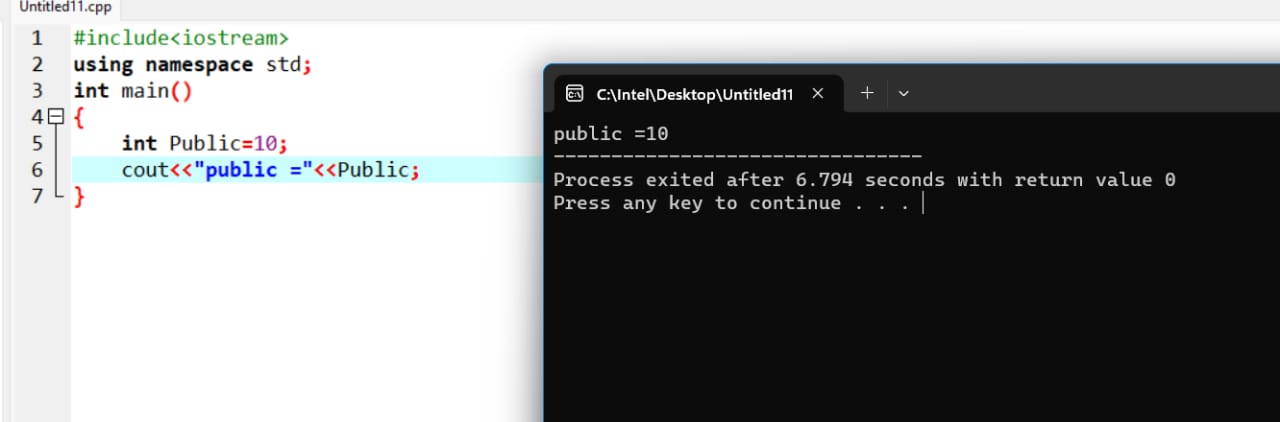 Untitled11.cpp
1 #include<iostream>
2 using namespace std;
3 int main()
4 {
5 int Public=10;
6 cout<<"public ="<<Public;
7 }
C:\Intel\Desktop\Untitled11
public =10
--------------------------------
Process exited after 6.794 seconds with return value 0
Press any key to continue . . .